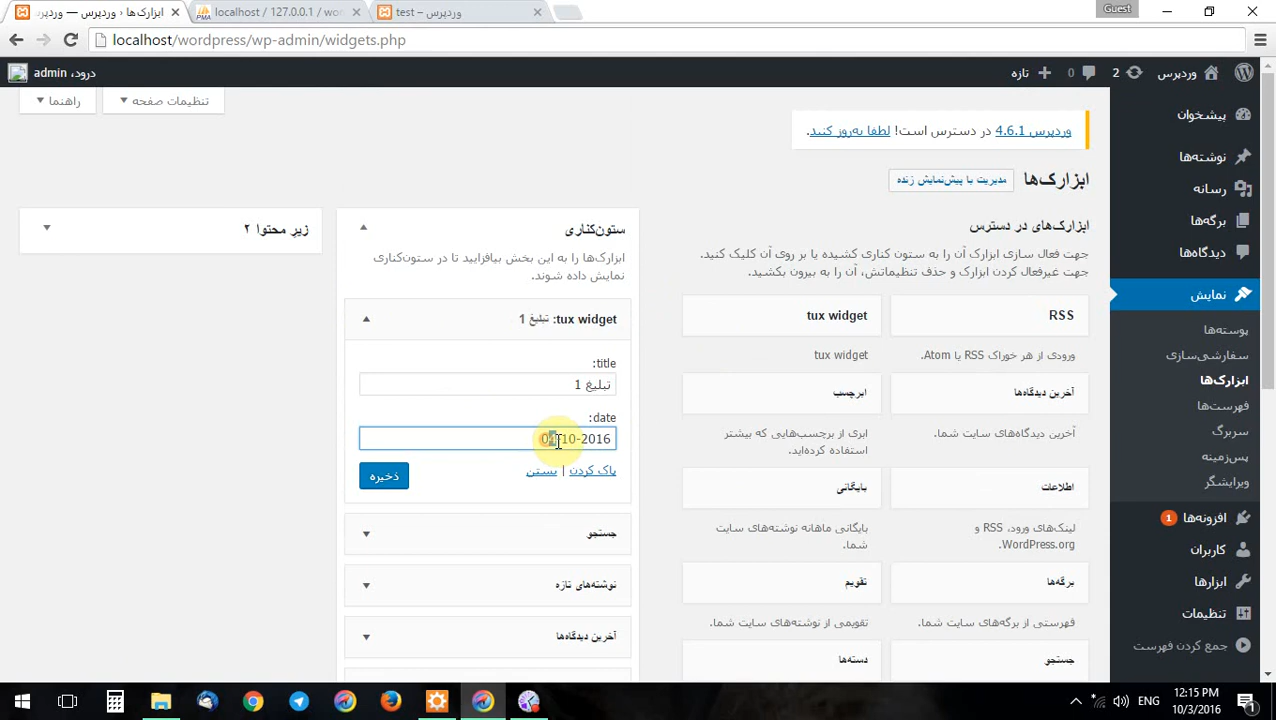 ابزارک‌ها ‹ وردپرس — وردپرس
localhost / 127.0.0.1 / wor
test – وردپرس
Guest
localhost/wordpress/wp-admin/widgets.php
وردپرس
2
0
تازه
درود، admin
تنظیمات صفحه
راهنما
پیشخوان
نوشته‌ها
رسانه
برگه‌ها
دیدگاه‌ها
نمایش
پوسته‌ها
سفارشی‌سازی
ابزارک‌ها
فهرست‌ها
سربرگ
پس‌زمینه
ویرایشگر
افزونه‌ها 1
کاربران
ابزارها
تنظیمات
جمع کردن فهرست
وردپرس 4.6.1 در دسترس است! لطفا به‌روز کنید.
ابزارک‌ها
مدیریت با پیش‌نمایش زنده
ابزارک‌های در دسترس
جهت فعال سازی ابزارک آن را به ستون کناری کشیده یا بر روی آن کلیک کنید.
جهت غیرفعال کردن ابزارک و حذف تنظیماتش، آن را به بیرون بکشید.
RSS
ورودی از هر خوراک RSS یا Atom.
tux widget
tux widget
آخرین دیدگاه‌ها
آخرین دیدگاه‌های سایت شما.
ابرچسب
ابری از برچسب‌هایی که بیشتر
استفاده کرده‌اید.
اطلاعات
لینک‌های ورود، RSS و
WordPress.org.
بایگانی
بایگانی ماهانه نوشته‌های سایت
شما.
برگه‌ها
فهرستی از برگه‌های سایت شما.
تقویم
تقویمی از نوشته‌های سایت شما.
جستجو
دسته‌ها
ستون‌کناری
ابزارک‌ها را به این بخش بیافزایید تا در ستون‌کناری
نمایش داده شوند.
tux widget: تبلیغ 1
title:
تبلیغ 1
date:
10-2016
پاک کردن | بستن
ذخیره
جستجو
نوشته‌های تازه
آخرین دیدگاه‌ها
زیرِ محتوا ۲
ENG
12:15 PM
10/3/2016
1